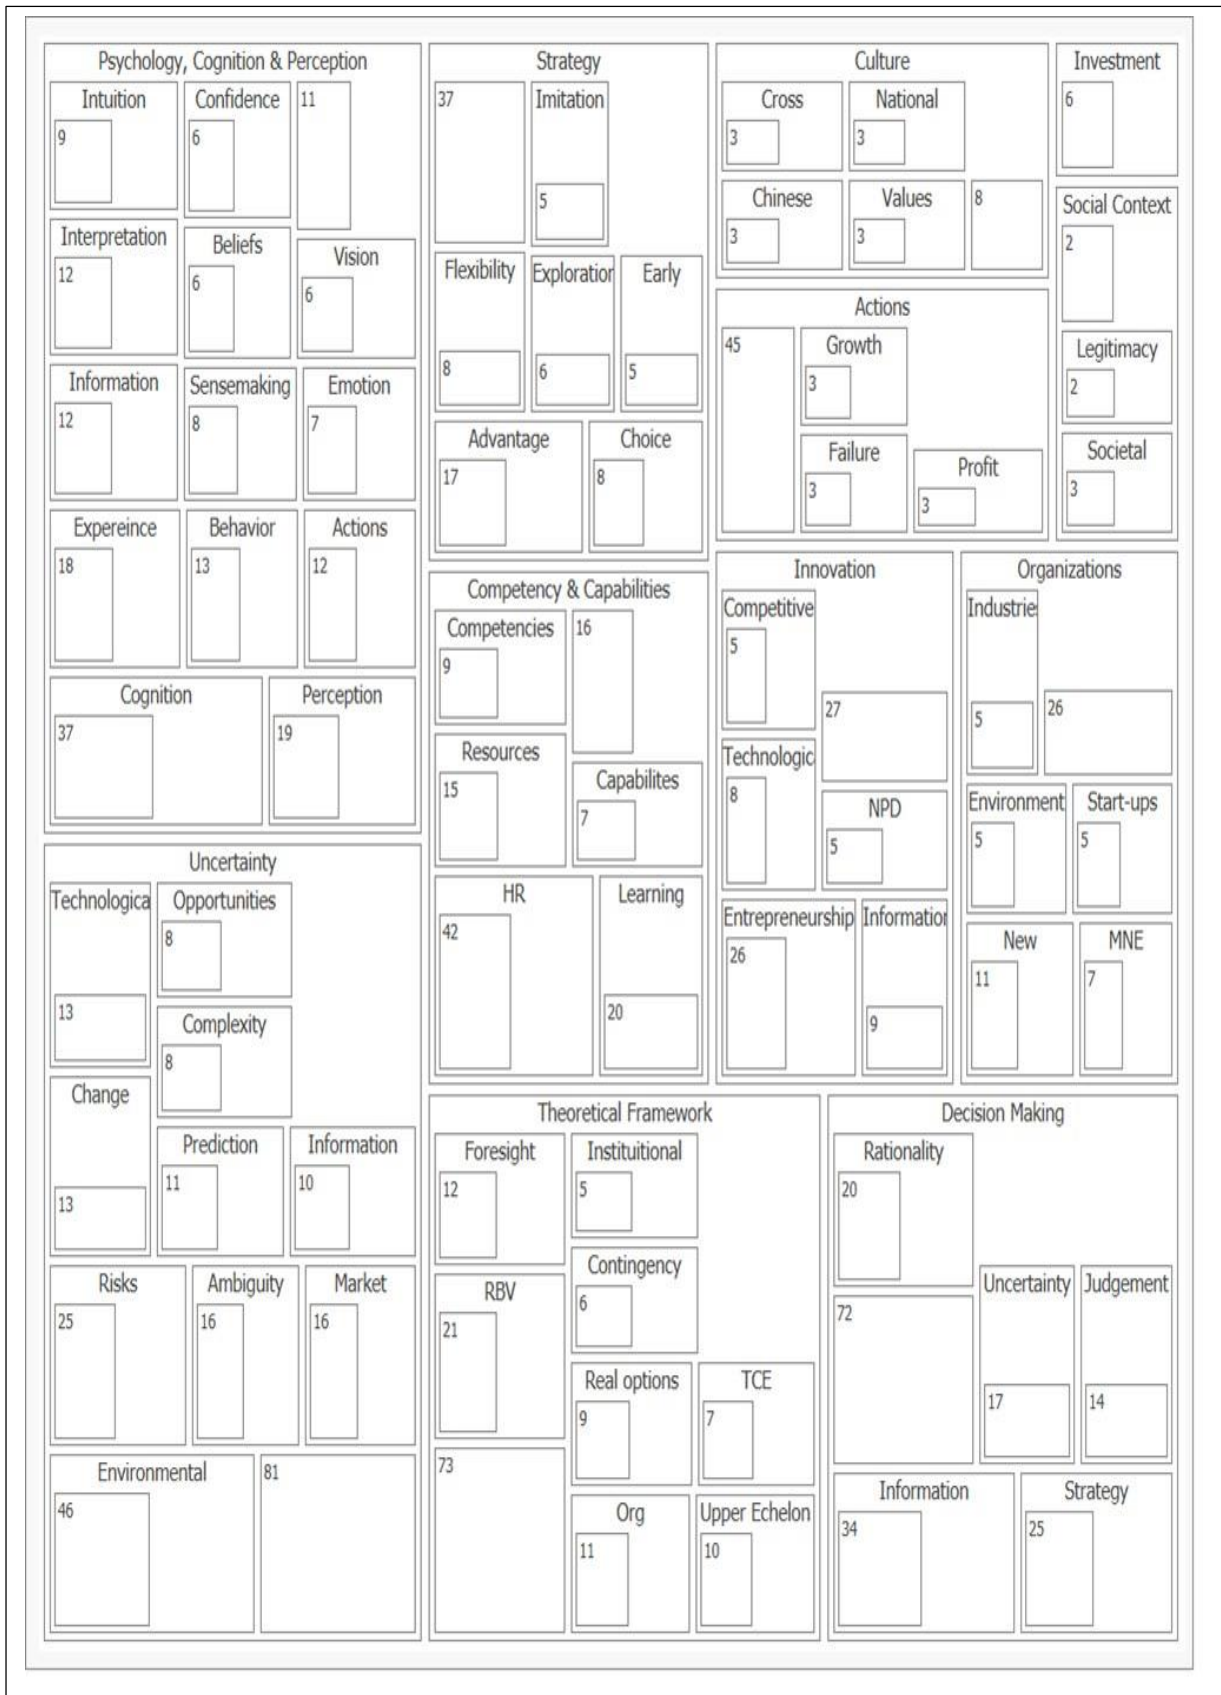 Psychology, Cognition & Perception
Intuition
9
Confidence
6
11
Interpretation
12
Beliefs
6
Vision
6
Information
12
Sensemaking
8
Emotion
7
Expereince
18
Behavior
13
Actions
12
Cognition
37
Perception
19
Uncertainty
Technologica
13
Opportunities
8
Complexity
8
Change
13
Prediction
11
Information
10
Risks
25
Ambiguity
16
Market
16
Environmental
46
81
Strategy
37
Imitation
5
Flexibility
8
Exploration
6
Early
5
Advantage
17
Choice
8
Competency & Capabilities
Competencies
9
16
Resources
15
Capabilites
7
HR
42
Learning
20
Culture
Cross
3
National
3
Chinese
3
Values
3
8
Actions
45
Growth
3
Failure
3
Profit
3
Investment
6
Social Context
2
Legitimacy
2
Societal
3
Innovation
Competitive
5
27
Technologic
8
NPD
5
Entrepreneurship
26
Information
9
Organizations
Industrie
5
26
Environment
5
Start-ups
5
New
11
MNE
7
Theoretical Framework
Foresight
12
Instituitional
5
RBV
21
Contingency
6
Real options
9
TCE
7
73
Org
11
Upper Echelon
10
Decision Making
Rationality
20
72
Uncertainty
17
Judgement
14
Information
34
Strategy
25